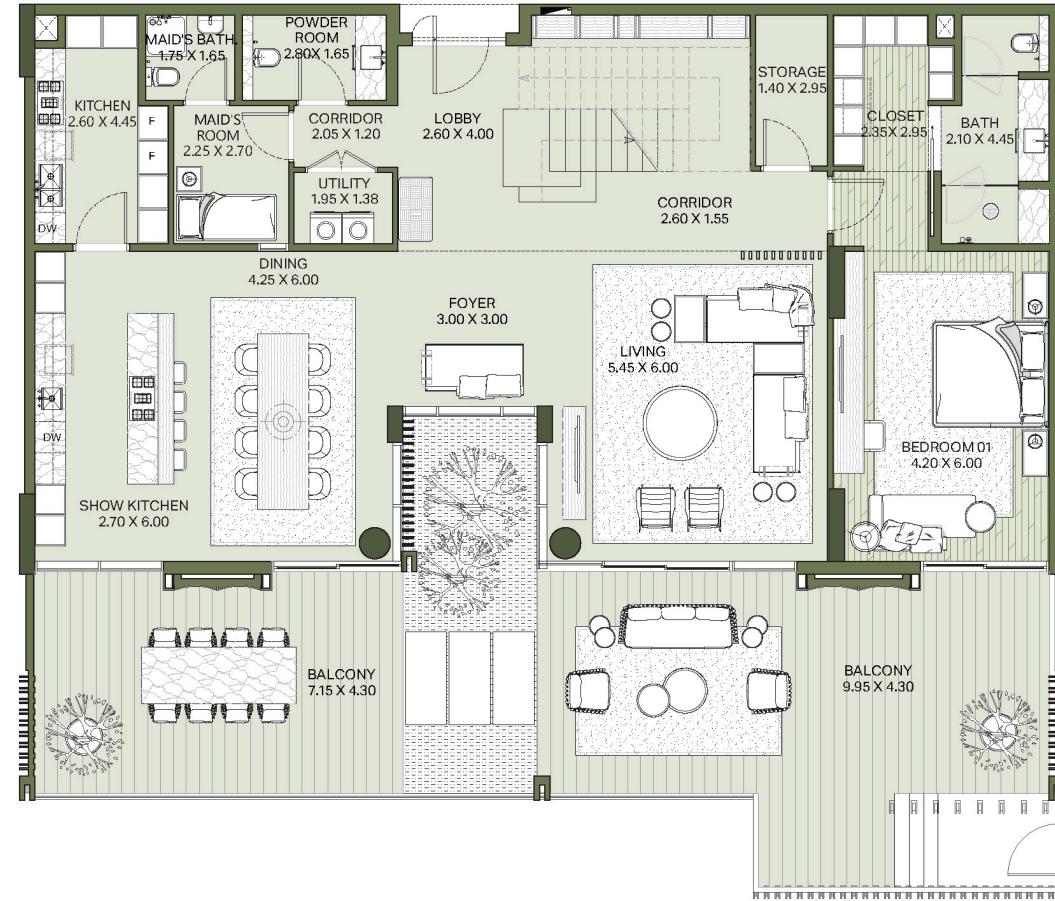 MAID'S BATH.
1.75 X 1.65
POWDER
ROOM
2.80X 1.65
KITCHEN
2.60 X 4.45
F
F
DW
MAID'S
ROOM
2.25 X 2.70
CORRIDOR
2.05 X 1.20
UTILITY
1.95 X 1.38
LOBBY
2.60 X 4.00
STORAGE
1.40 X 2.95
CLOSET
2.35X 2.95
BATH
2.10 X 4.45
CORRIDOR
2.60 X 1.55
DINING
4.25 X 6.00
FOYER
3.00 X 3.00
LIVING
5.45 X 6.00
DW
BEDROOM 01
4.20 X 6.00
SHOW KITCHEN
2.70 X 6.00
BALCONY
7.15 X 4.30
BALCONY
9.95 X 4.30